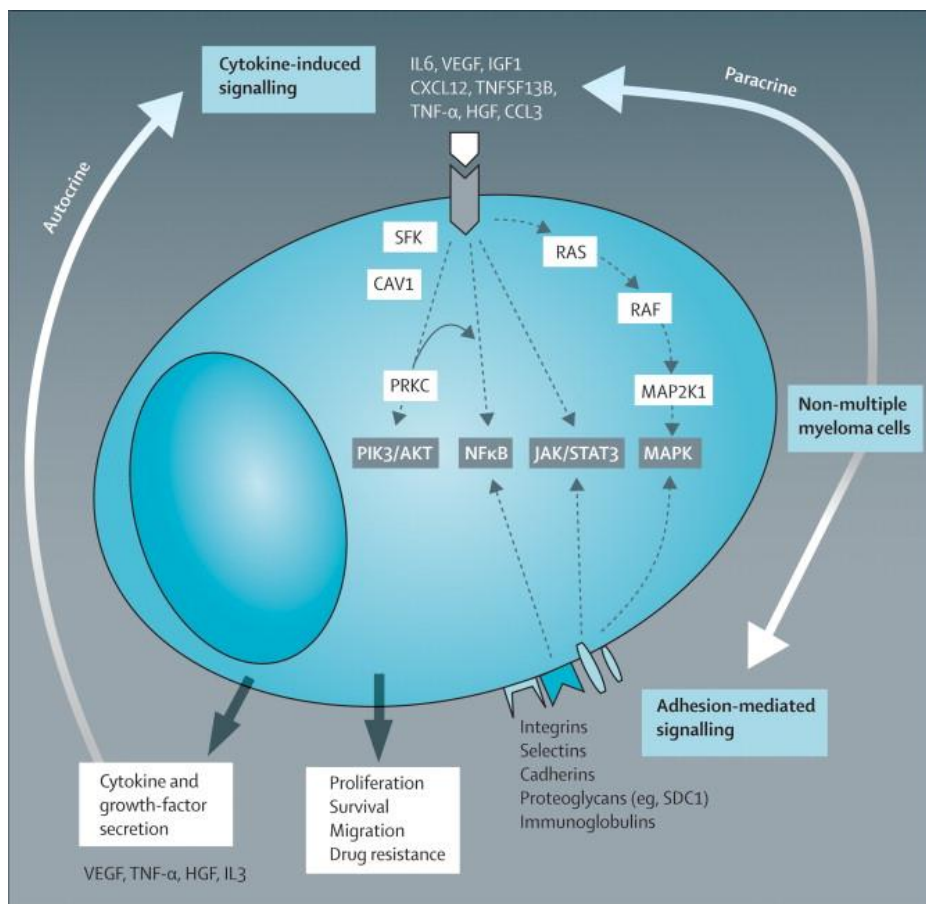 Cytokine-induced
signalling
IL6, VEGF, IGF1
CXCL12, TNFSF13B,
TNF-α, HGF, CCL3
Paracrine
Autocrine
SFK
CAV1
RAS
RAF
PRKC
MAP2K1
PIK3/AKT
NFκB
JAK/STAT3
MAPK
Non-multiple
myeloma cells
Adhesion-mediated
signalling
Integrins
Selectins
Cadherins
Proteoglycans (eg, SDC1)
Immunoglobulins
Cytokine and
growth-factor
secretion
VEGF, TNF-α, HGF, IL3
Proliferation
Survival
Migration
Drug resistance